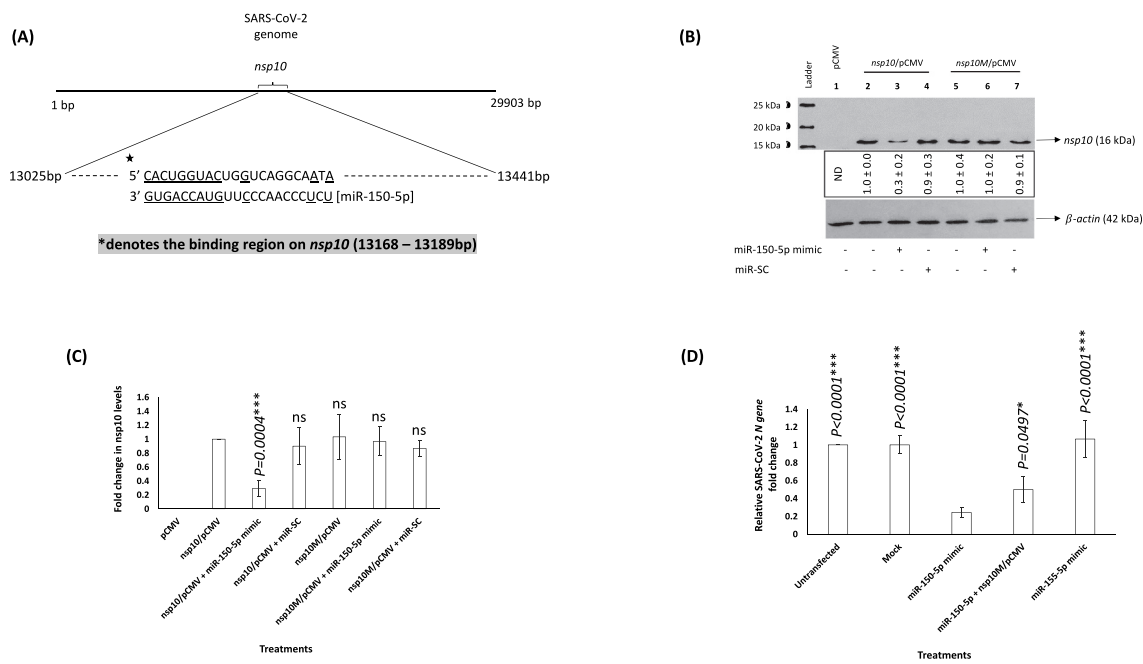 (A)
SARS-CoV-2
genome
nsp10
1 bp
29903 bp
★
13025bp
5' CACUGGUACUGGUCAGGCAAUA
13441bp
3' GUGACCAUGUUCCCAACCCUCU [miR-150-5p]
*denotes the binding region on nsp10 (13168 – 13189bp)
(B)
Ladder
pCMV
nsp10/pCMV
nsp10M/pCMV
1 2 3 4 5 6 7
25 kDa
20 kDa
15 kDa
nsp10 (16 kDa)
ND
1.0 ± 0.0
0.3 ± 0.2
0.9 ± 0.3
1.0 ± 0.4
1.0 ± 0.2
0.9 ± 0.1
β-actin (42 kDa)
miR-150-5p mimic - - + - - + -
miR-SC - - - + - - +
(C)
Fold change in nsp10 levels
1.6
1.4
1.2
1
0.8
0.6
0.4
0.2
0
P=0.0004***
ns
ns
ns
ns
pCMV
nsp10/pCMV
nsp10/pCMV + miR-150-5p mimic
nsp10/pCMV + miR-SC
nsp10M/pCMV
nsp10M/pCMV + miR-150-5p mimic
nsp10M/pCMV + miR-SC
Treatments
(D)
Relative SARS-CoV-2 N gene
fold change
1.4
1.2
1
0.8
0.6
0.4
0.2
0
P<0.0001***
P<0.0001***
P=0.0497*
P<0.0001***
Untransfected
Mock
miR-150-5p mimic
miR-150-5p + nsp10M/pCMV
miR-155-5p mimic
Treatments